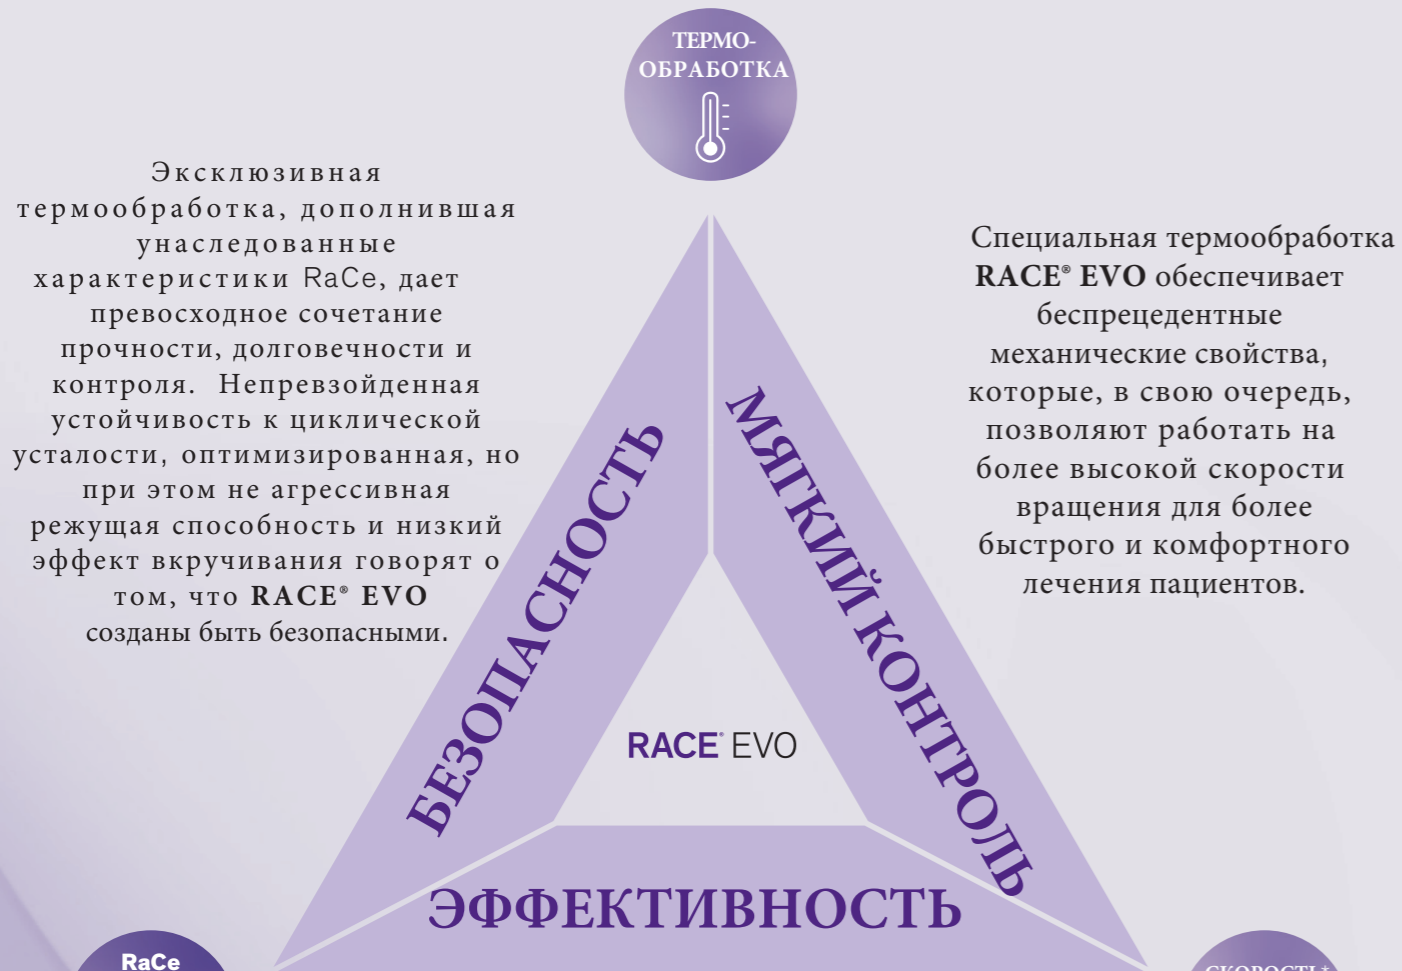 ТЕРМО-
ОБРАБОТКА
Эксклюзивная
термообработка, дополнившая
унаследованные
характеристики RaCe, дает
превосходное сочетание
прочности, долговечности и
контроля. Непревзойденная
устойчивость к циклической
усталости, оптимизированная, но
при этом не агрессивная
режущая способность и низкий
эффект вкручивания говорят о
том, что RACE® EVO
созданы быть безопасными.
Специальная термообработка
RACE® EVO обеспечивает
беспрецедентные
механические свойства,
которые, в свою очередь,
позволяют работать на
более высокой скорости
вращения для более
быстрого и комфортного
лечения пациентов.
БЕЗОПАСНОСТЬ
МЯГКИЙ КОНТРОЛЬ
RACE® EVO
ЭФФЕКТИВНОСТЬ
RaCe
СКОРОСТЬ*